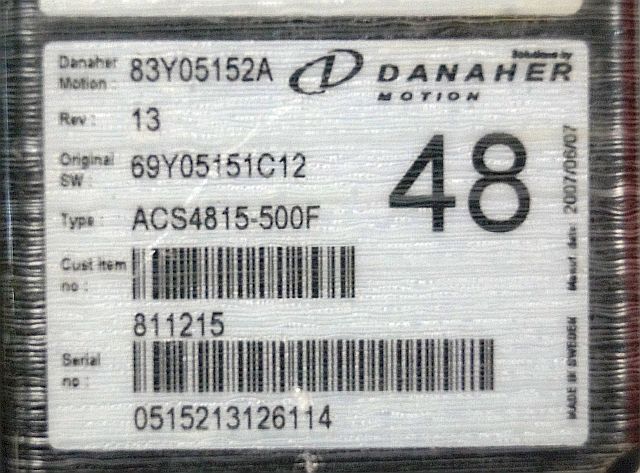 Danaher Motion : 83Y05152A
Solutions by
DANAHER
MOTION
Rev : 13
Original SW : 69Y05151C12
48
Type : ACS4815-500F
Cust item no :
811215
Serial no :
0515213126114
Manuf. date 2007/06/07
MADE IN SWEDEN